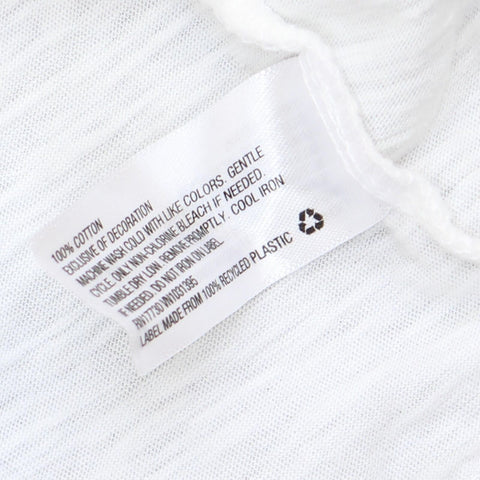 100% COTTON
EXCLUSIVE OF DECORATION
MACHINE WASH COLD WITH LIKE COLORS. GENTLE
CYCLE. ONLY NON-CHLORINE BLEACH IF NEEDED.
TUMBLE DRY LOW. REMOVE PROMPTLY. COOL IRON
IF NEEDED. DO NOT IRON ON LABEL.
RN17730 VN1031395
LABEL MADE FROM 100% RECYCLED PLASTIC